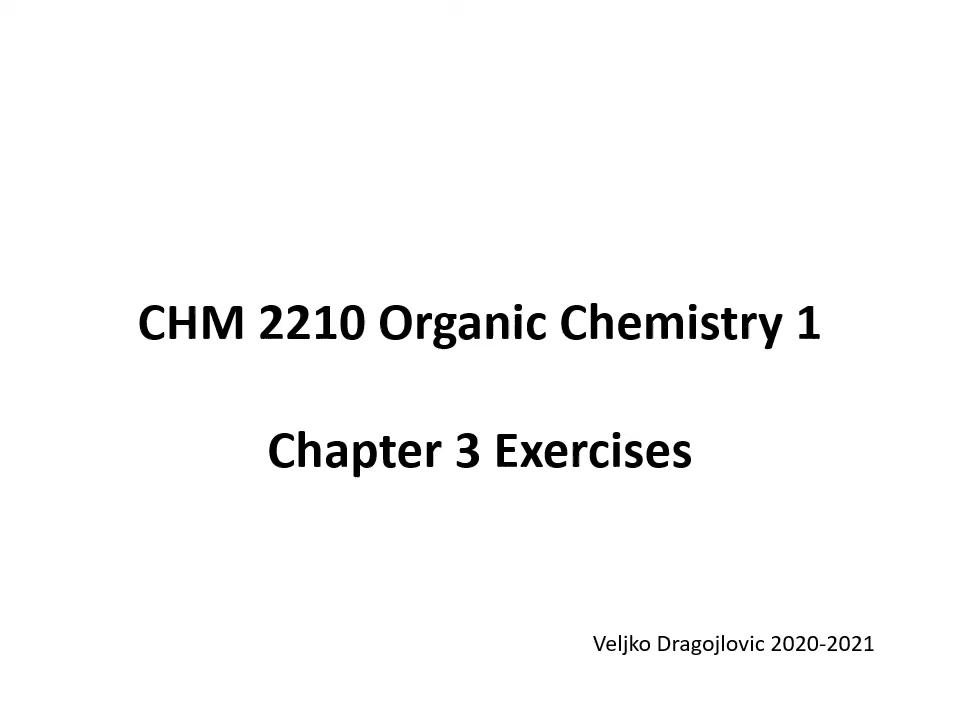 CHM 2210 Organic Chemistry 1
Chapter 3 Exercises
Veljko Dragojlovic 2020-2021